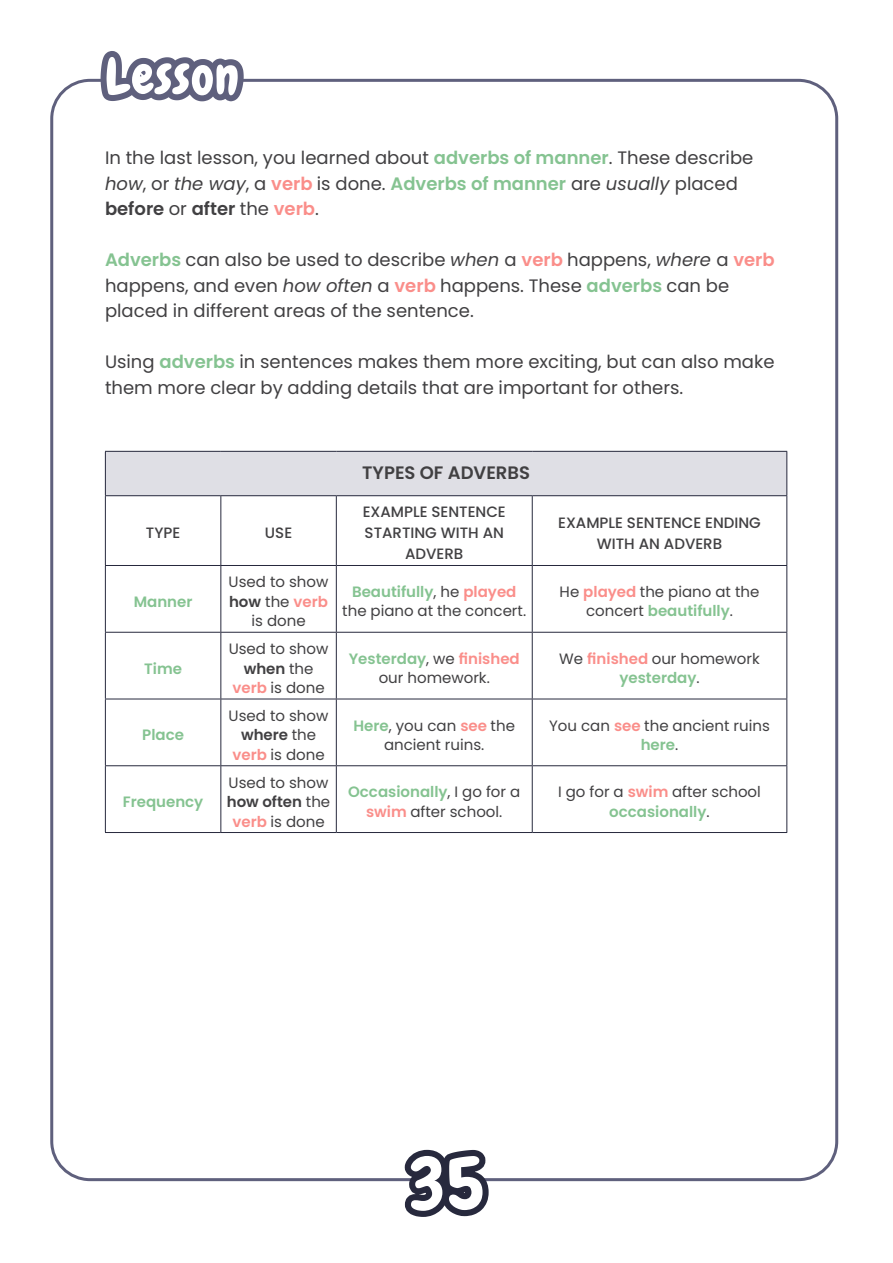 Lesson
In the last lesson, you learned about adverbs of manner. These describe
how, or the way, a verb is done. Adverbs of manner are usually placed
before or after the verb.
Adverbs can also be used to describe when a verb happens, where a verb
happens, and even how often a verb happens. These adverbs can be
placed in different areas of the sentence.
Using adverbs in sentences makes them more exciting, but can also make
them more clear by adding details that are important for others.
TYPES OF ADVERBS
TYPE
USE
EXAMPLE SENTENCE
STARTING WITH AN
ADVERB
EXAMPLE SENTENCE ENDING
WITH AN ADVERB
Manner
Used to show
how the verb
is done
Beautifully, he played
the piano at the concert.
He played the piano at the
concert beautifully.
Time
Used to show
when the
verb is done
Yesterday, we finished
our homework.
We finished our homework
yesterday.
Place
Used to show
where the
verb is done
Here, you can see the
ancient ruins.
You can see the ancient ruins
here.
Frequency
Used to show
how often the
verb is done
Occasionally, I go for a
swim after school.
I go for a swim after school
occasionally.
35